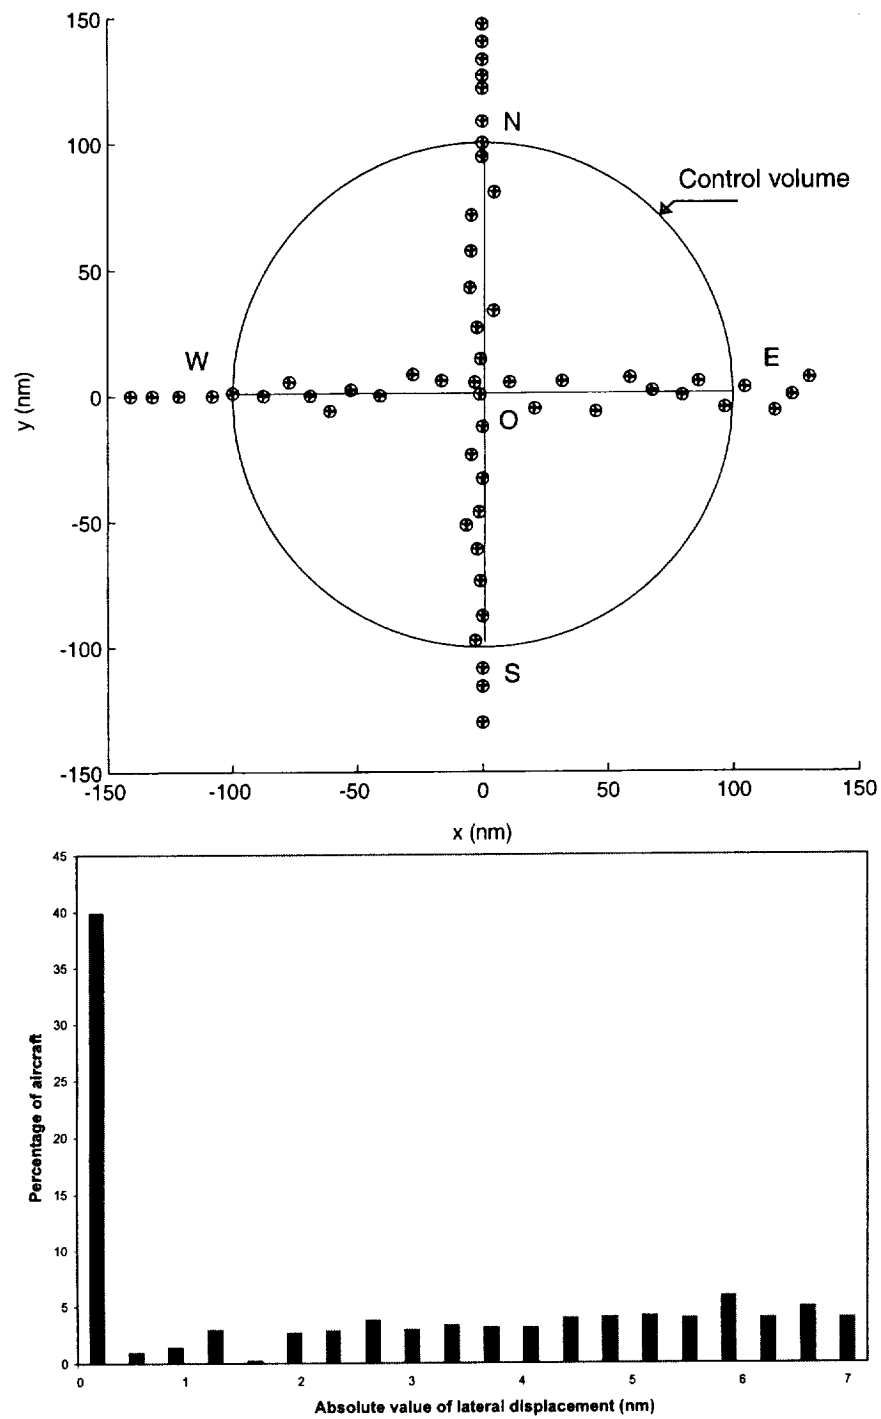 150
N
100
Control volume
50
W
E
0
O
-50
-100
S
-150
-150
-100
-50
0
50
100
150
y (nm)
x (nm)
45
40
35
30
25
20
15
10
5
0
Percentage of aircraft
0 1 2 3 4 5 6 7
Absolute value of lateral displacement (nm)